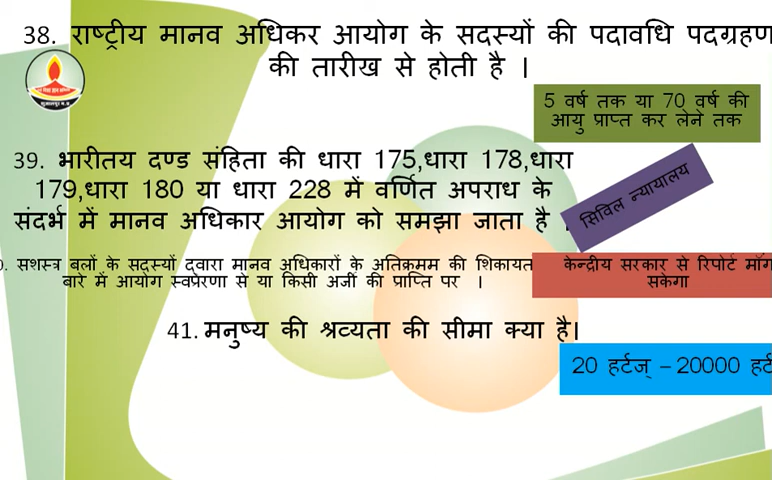 38. राष्ट्रीय मानव अधिकर आयोग के सदस्यों की पदावधि पदग्रहण
की तारीख से होती है ।
5 वर्ष तक या 70 वर्ष की
आयु प्राप्त कर लेने तक
39. भारीतय दण्ड संहिता की धारा 175,धारा 178,धारा
179,धारा 180 या धारा 228 में वर्णित अपराध के
संदर्भ में मानव अधिकार आयोग को समझा जाता है ।
सिविल न्यायालय
0. सशस्त्र बलों के सदस्यों द्वारा मानव अधिकारों के अतिक्रमम की शिकायत
बारे में आयोग स्वप्रेरणा से या किसी अर्जी की प्राप्ति पर ।
केन्द्रीय सरकार से रिपोर्ट माँग
सकेगा
41. मनुष्य की श्रव्यता की सीमा क्या है।
20 हर्टज् – 20000 हर्ट